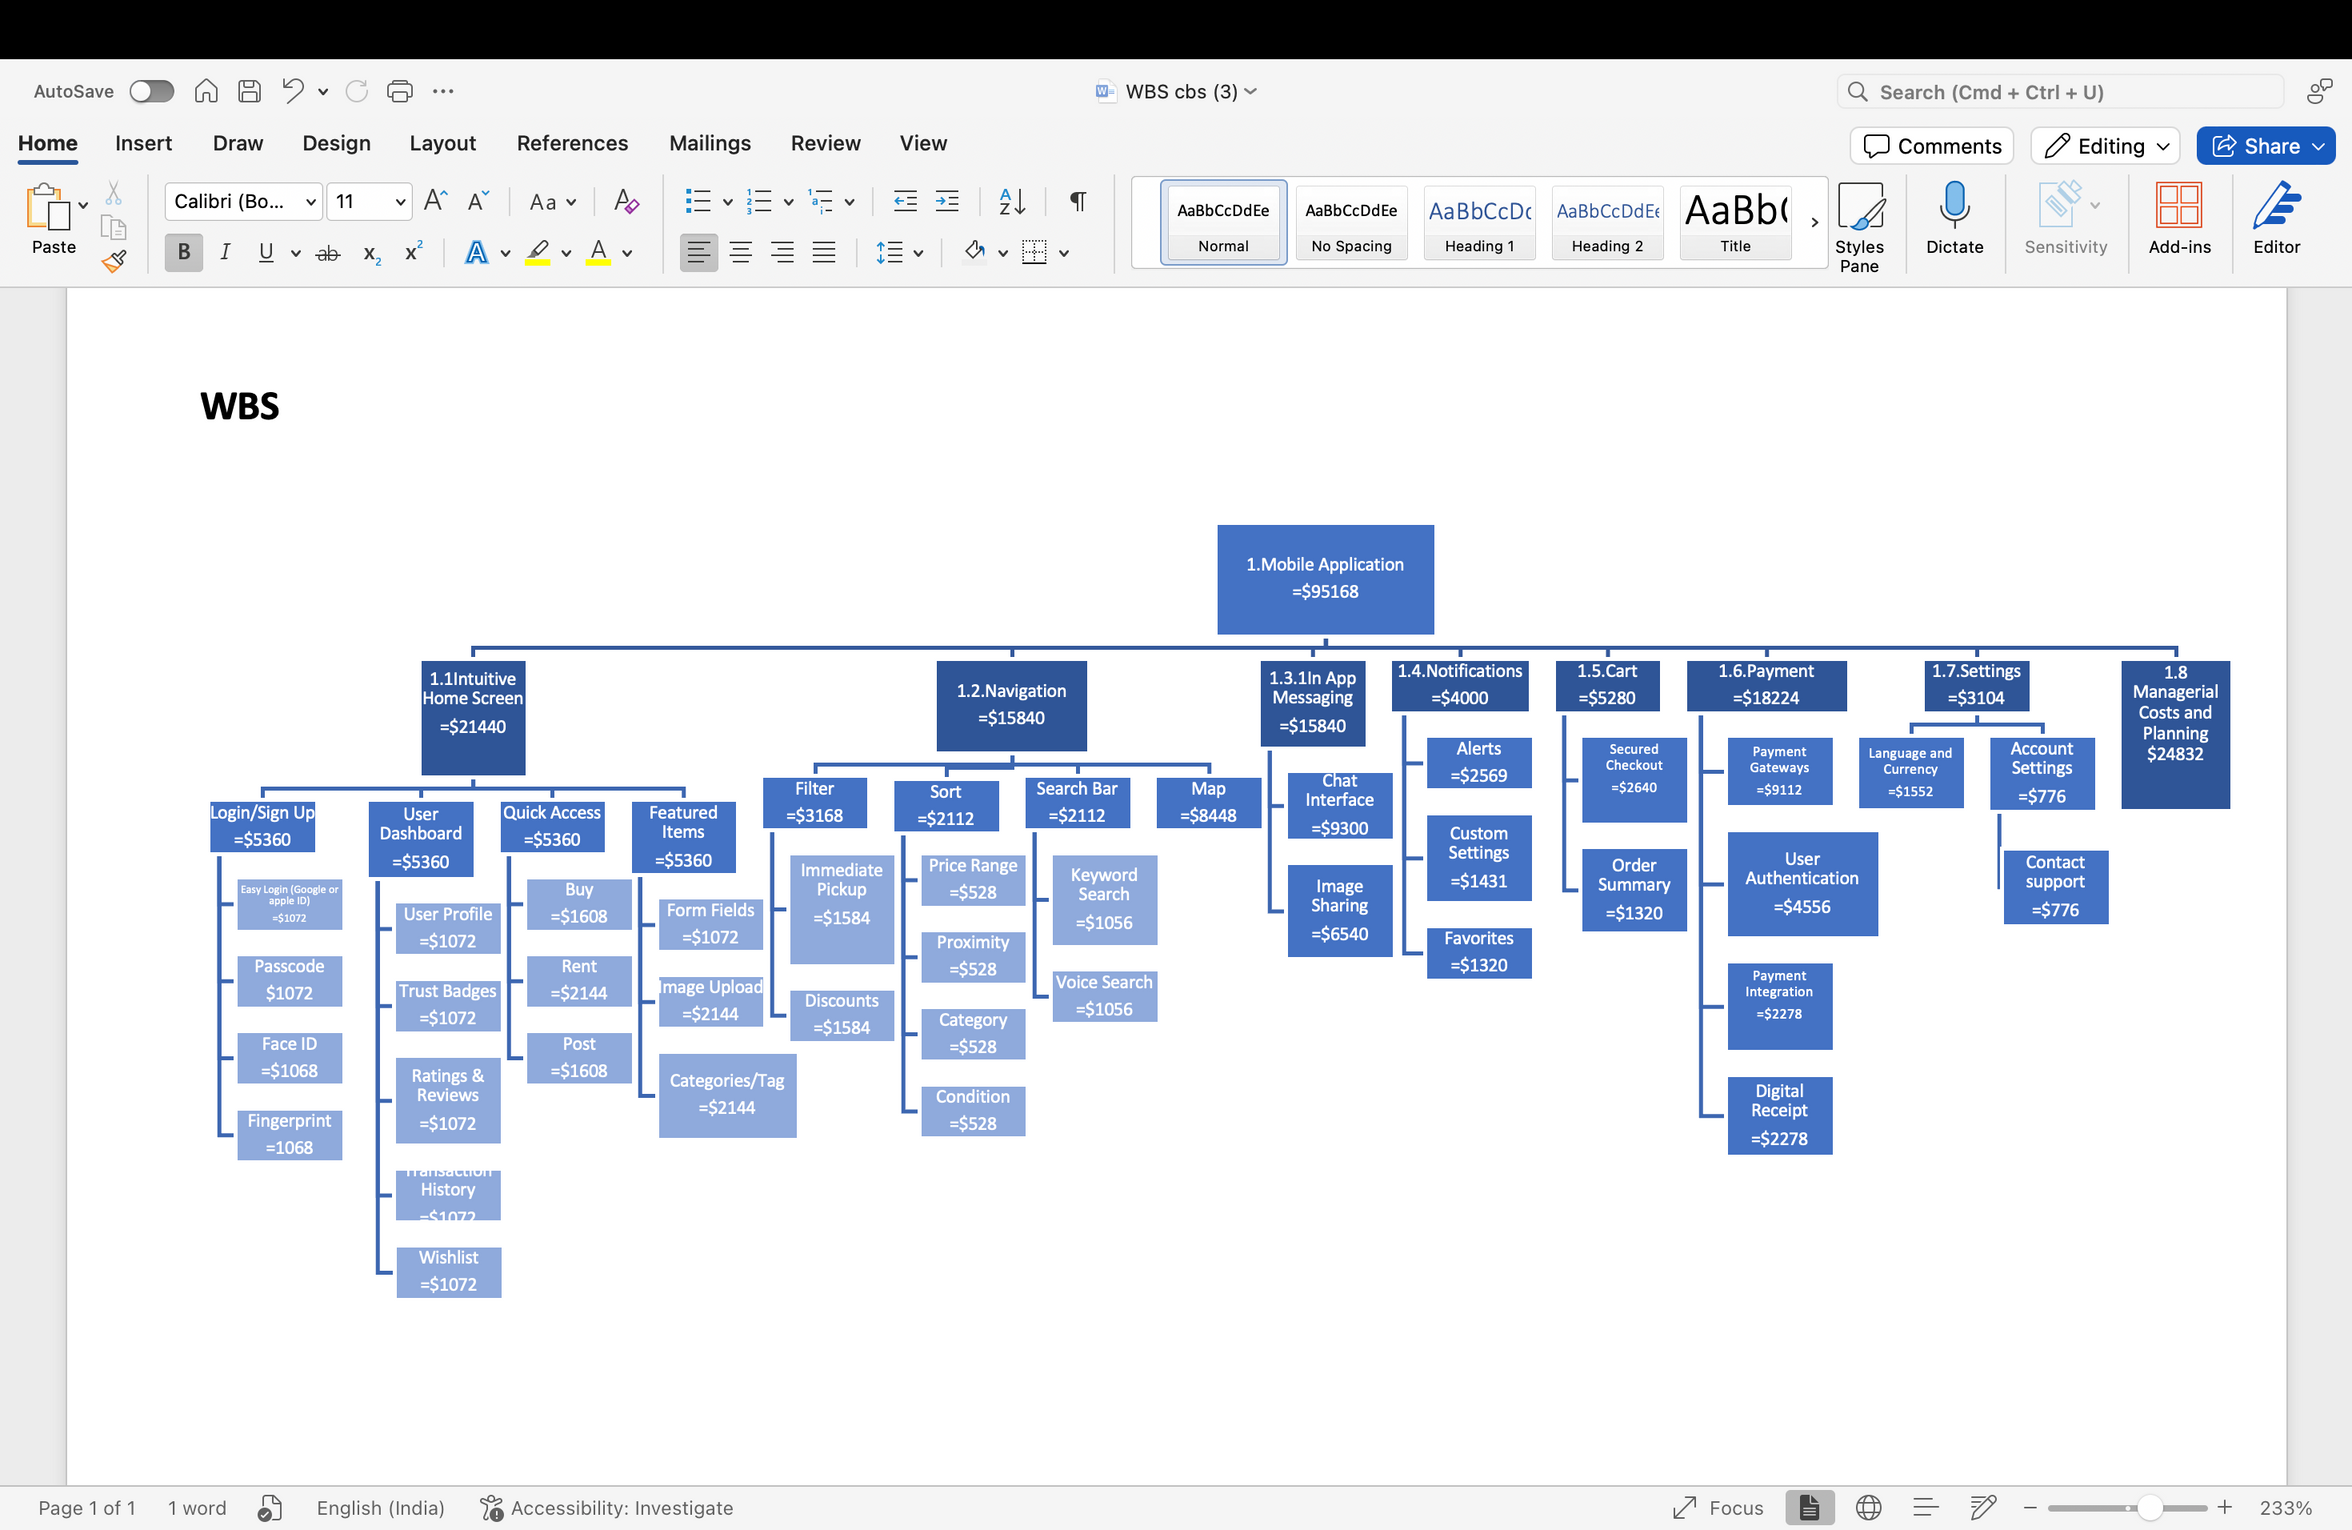 AutoSave
WBS cbs (3)
Search (Cmd + Ctrl + U)
Home Insert Draw Design Layout References Mailings Review View
Comments Editing Share
Paste
Calibri (Bo... 11
AaBbCcDdEe
Normal
AaBbCcDdEe
No Spacing
AaBbCcDc
Heading 1
AaBbCcDdEe
Heading 2
AaBb(
Title
Styles
Pane
Dictate
Sensitivity
Add-ins
Editor
WBS
1.Mobile Application
=$95168
1.1Intuitive
Home Screen
=$21440
Login/Sign Up
=$5360
Easy Login (Google or
apple ID)
=$1072
Passcode
$1072
Face ID
=$1068
Fingerprint
=1068
User
Dashboard
=$5360
User Profile
=$1072
Trust Badges
=$1072
Ratings &
Reviews
=$1072
Transaction
History
=$1072
Wishlist
=$1072
Quick Access
=$5360
Buy
=$1608
Rent
=$2144
Post
=$1608
Featured
Items
=$5360
Form Fields
=$1072
Image Upload
=$2144
Categories/Tag
=$2144
1.2.Navigation
=$15840
Filter
=$3168
Immediate
Pickup
=$1584
Discounts
=$1584
Sort
=$2112
Price Range
=$528
Proximity
=$528
Category
=$528
Condition
=$528
Search Bar
=$2112
Keyword
Search
=$1056
Voice Search
=$1056
Map
=$8448
1.3.1In App
Messaging
=$15840
Chat
Interface
=$9300
Image
Sharing
=$6540
1.4.Notifications
=$4000
Alerts
=$2569
Custom
Settings
=$1431
Favorites
=$1320
1.5.Cart
=$5280
Secured
Checkout
=$2640
Order
Summary
=$1320
1.6.Payment
=$18224
Payment
Gateways
=$9112
User
Authentication
=$4556
Payment
Integration
=$2278
Digital
Receipt
=$2278
1.7.Settings
=$3104
Language and
Currency
=$1552
Account
Settings
=$776
Contact
support
=$776
1.8
Managerial
Costs and
Planning
$24832
Page 1 of 1 1 word English (India) Accessibility: Investigate Focus 233%